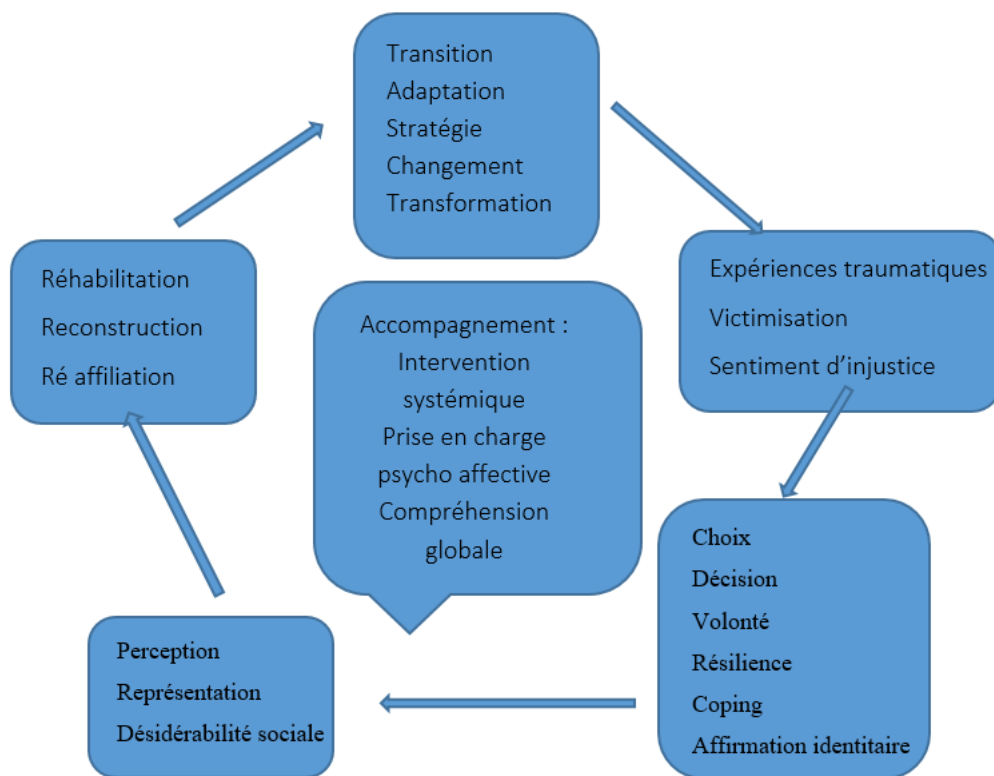 Transition
Adaptation
Stratégie
Changement
Transformation
Expériences traumatiques
Victimisation
Sentiment d’injustice
Choix
Décision
Volonté
Résilience
Coping
Affirmation identitaire
Perception
Représentation
Désidérabilité sociale
Réhabilitation
Reconstruction
Ré affiliation
Accompagnement :
Intervention
systémique
Prise en charge
psycho affective
Compréhension
globale